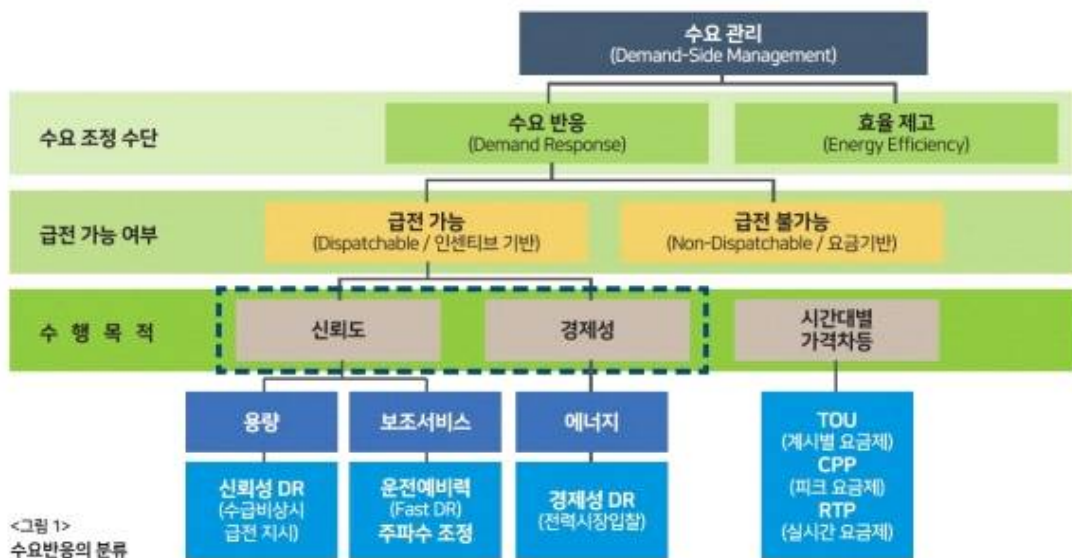 수요 관리
(Demand-Side Management)
수요 조정 수단
수요 반응
(Demand Response)
효율 제고
(Energy Efficiency)
급전 가능 여부
급전 가능
(Dispatchable / 인센티브 기반)
급전 불가능
(Non-Dispatchable / 요금기반)
수 행 목 적
신뢰도
경제성
시간대별
가격차등
용량
보조서비스
에너지
신뢰성 DR
(수급비상시
급전 지시)
운전예비력
(Fast DR)
주파수 조정
경제성 DR
(전력시장입찰)
TOU
(계시별 요금제)
CPP
(피크 요금제)
RTP
(실시간 요금제)
<그림 1>
수요반응의 분류